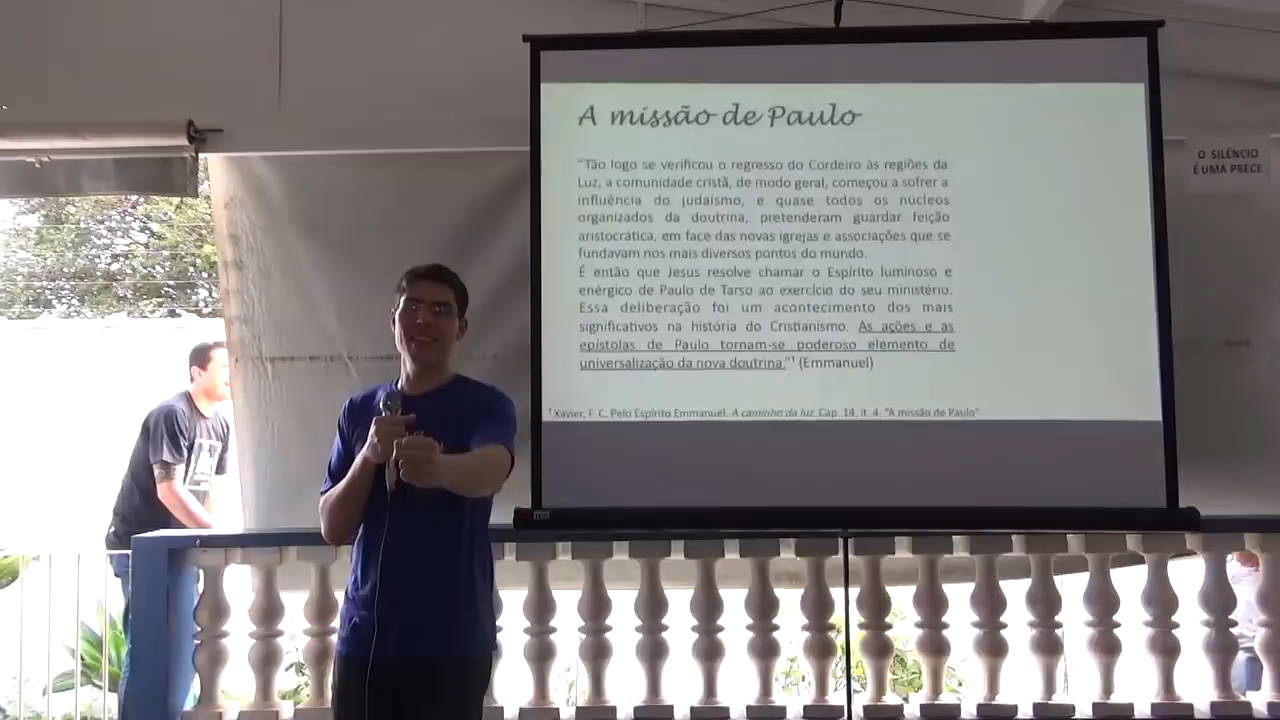 A missão de Paulo
"Tão logo se verificou o regresso do Cordeiro às regiões da
Luz, a comunidade cristã, de modo geral, começou a sofrer a
influência do judaísmo, e quase todos os núcleos
organizados da doutrina, pretenderam guardar feição
aristocrática, em face das novas igrejas e associações que se
fundavam nos mais diversos pontos do mundo.
É então que Jesus resolve chamar o Espírito luminoso e
enérgico de Paulo de Tarso ao exercício do seu ministério.
Essa deliberação foi um acontecimento dos mais
significativos na história do Cristianismo. As ações e as
epístolas de Paulo tornam-se poderoso elemento de
universalização da nova doutrina."¹ (Emmanuel)
¹ Xavier, F. C. Pelo Espírito Emmanuel. A caminho da luz. Cap. 14, it. 4. "A missão de Paulo"
O SILÊNCIO
É UMA PRECE